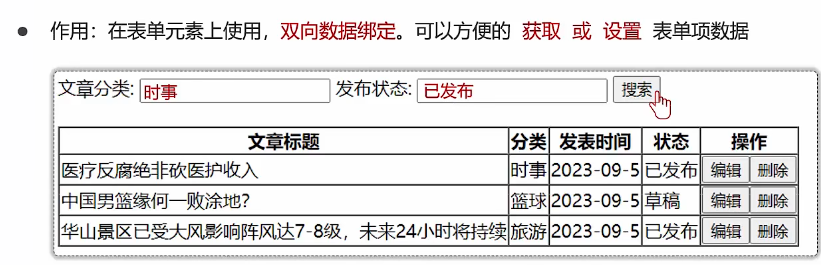 作用：在表单元素上使用，双向数据绑定。可以方便的 获取 或 设置 表单项数据
文章分类: 时事 发布状态: 已发布 搜索
文章标题 分类 发表时间 状态 操作
医疗反腐绝非砍医护收入 时事 2023-09-5 已发布 编辑 删除
中国男篮缘何一败涂地? 篮球 2023-09-5 草稿 编辑 删除
华山景区已受大风影响阵风达7-8级，未来24小时将持续 旅游 2023-09-5 已发布 编辑 删除